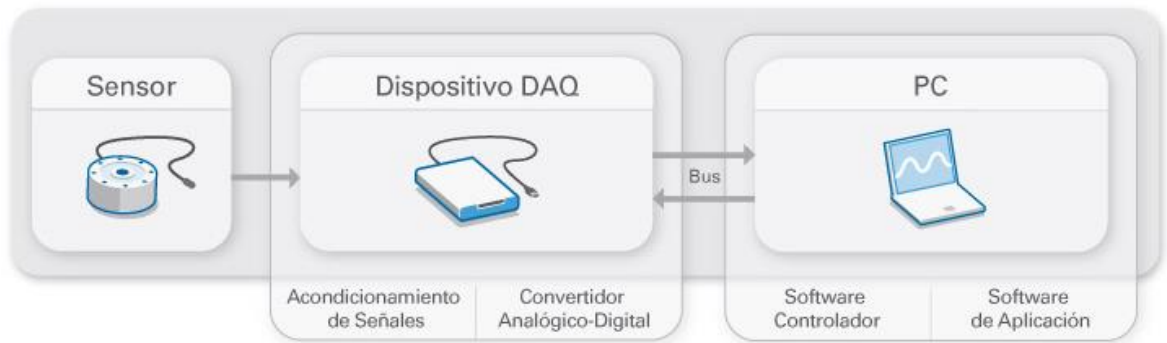 Sensor
Dispositivo DAQ
PC
Bus
Acondicionamiento
de Señales
Convertidor
Analógico-Digital
Software
Controlador
Software
de Aplicación